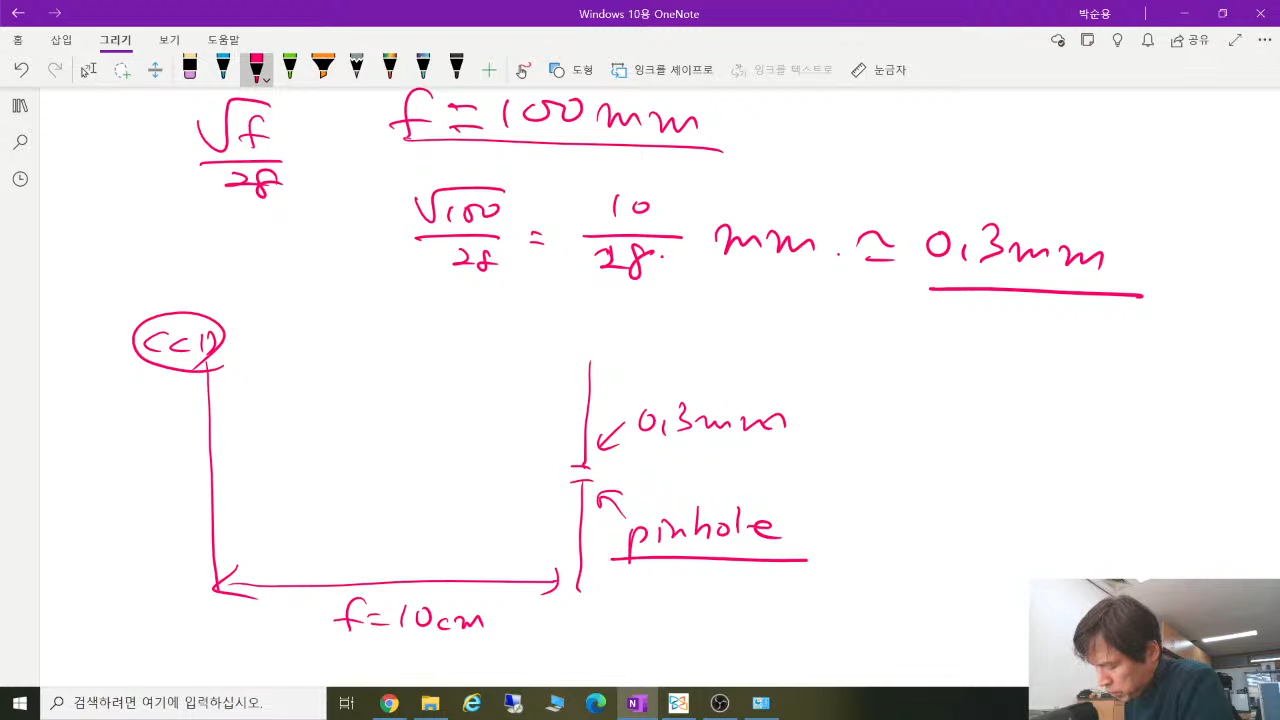 Windows 10용 OneNote
박순용
홈 삽입 그리기 보기 도움말
공유
도형 잉크를 셰이프로 잉크를 텍스트로 눈금자
√f / 28
f = 100mm
√100 / 28 = 10 / 28. mm. ≃ 0.3mm
CCD
0.3mm
pinhole
f=10cm
검색하려면 여기에 입력하십시오.